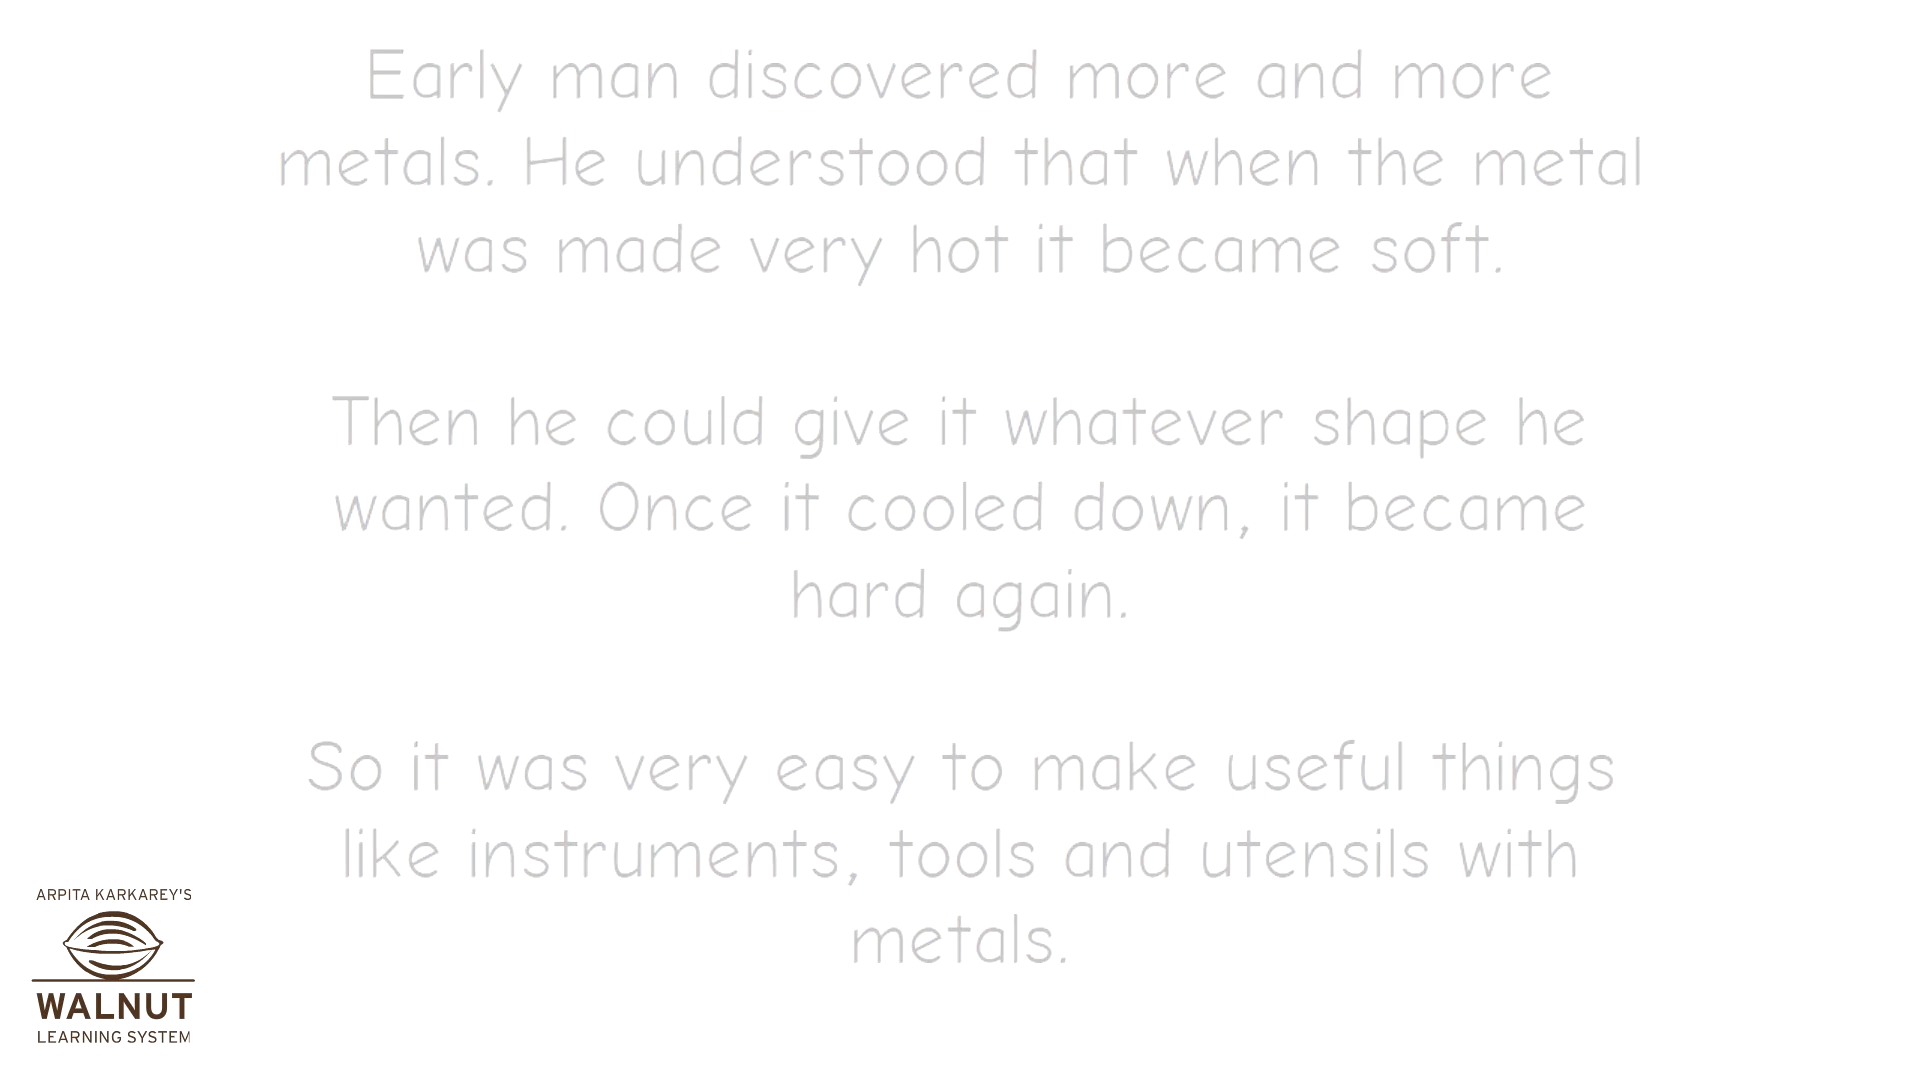 Early man discovered more and more
metals. He understood that when the metal
was made very hot it became soft.
Then he could give it whatever shape he
wanted. Once it cooled down, it became
hard again.
So it was very easy to make useful things
like instruments, tools and utensils with
metals.
ARPITA KARKAREY'S
WALNUT
LEARNING SYSTEM